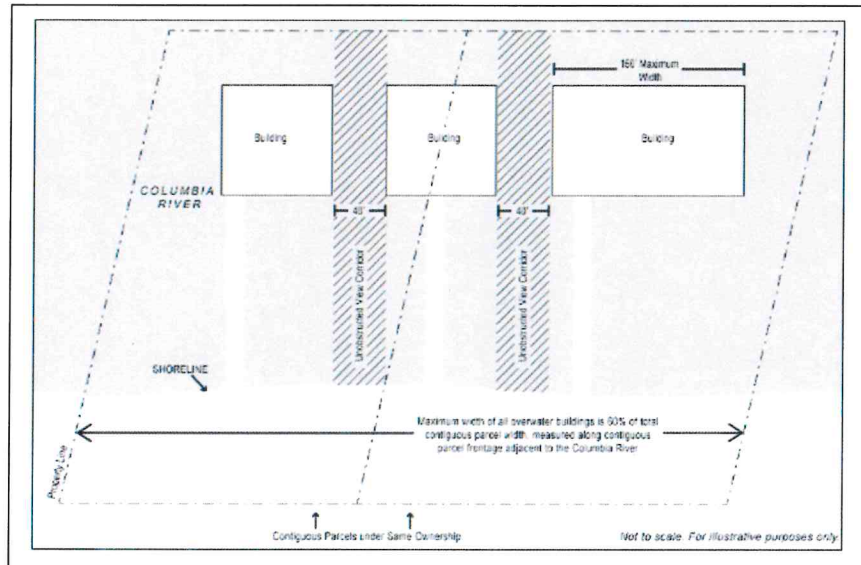 150' Maximum
Width
Building
Building
Building
COLUMBIA
RIVER
40'
40'
Unobstructed View Corridor
Unobstructed View Corridor
SHORELINE
Maximum width of all overwater buildings is 60% of total
contiguous parcel width, measured along contiguous
parcel frontage adjacent to the Columbia River
Property Line
Contiguous Parcels under Same Ownership
Not to scale. For illustrative purposes only.